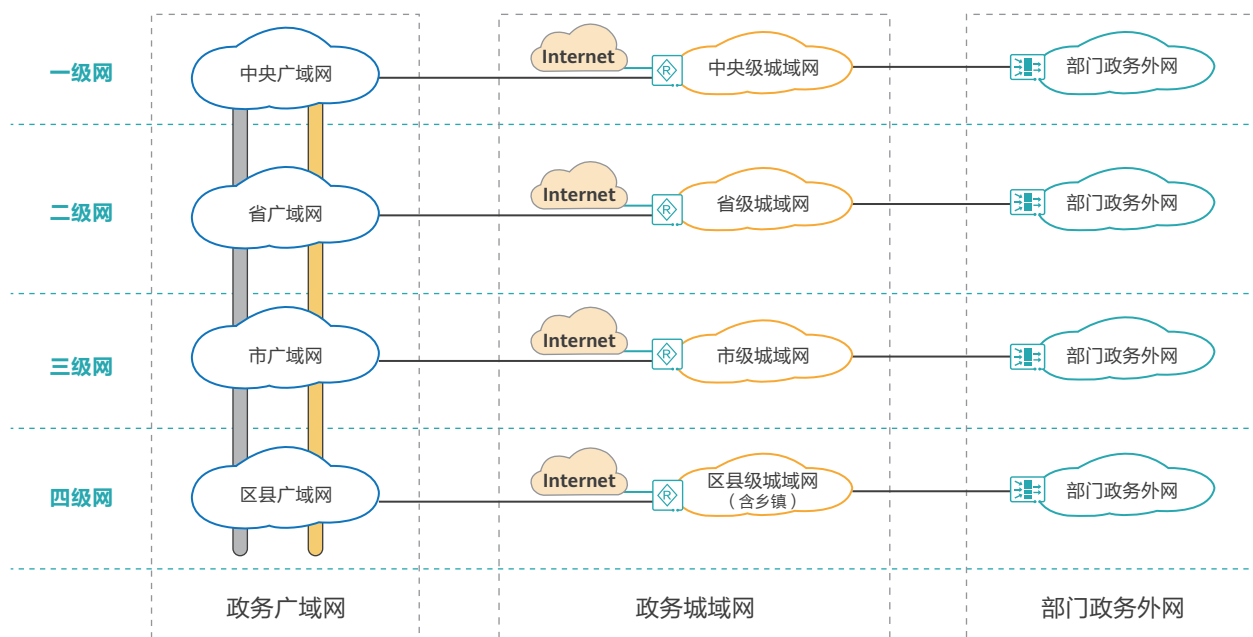 一级网
中央广域网
Internet
R
中央级城域网
部门政务外网
二级网
省广域网
Internet
R
省级城域网
部门政务外网
三级网
市广域网
Internet
R
市级城域网
部门政务外网
四级网
区县广域网
Internet
R
区县级城域网
（含乡镇）
部门政务外网
政务广域网
政务城域网
部门政务外网